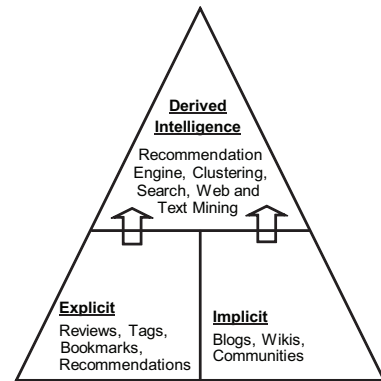 Derived
Intelligence
Recommendation
Engine, Clustering,
Search, Web and
Text Mining
Explicit
Reviews, Tags,
Bookmarks,
Recommendations
Implicit
Blogs, Wikis,
Communities